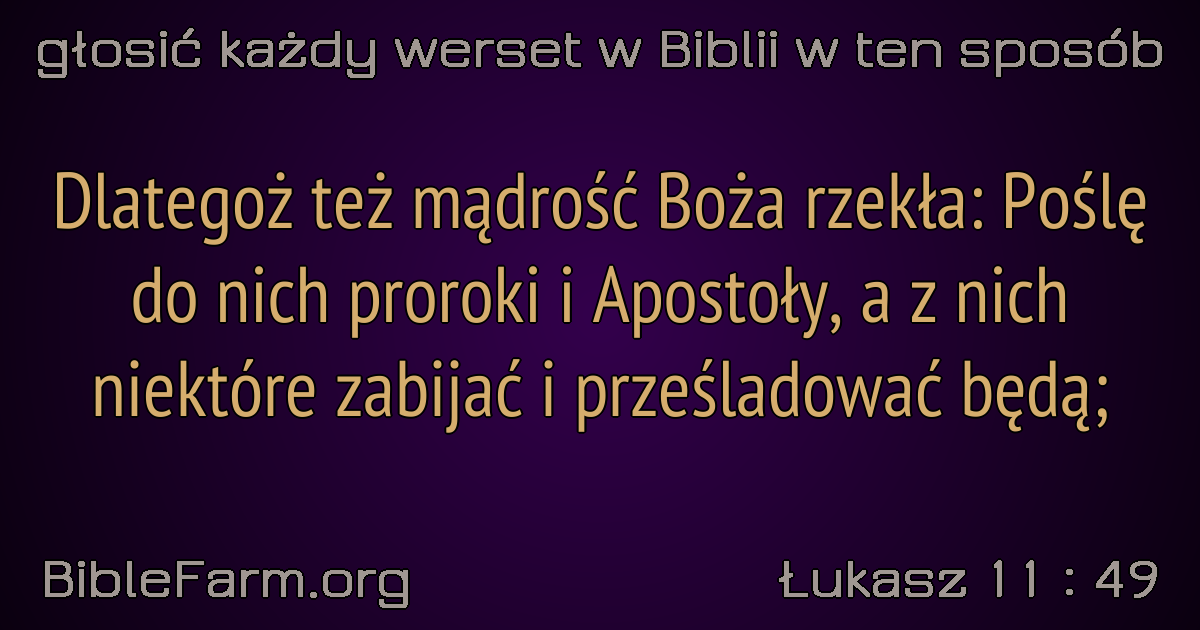 głosić każdy werset w Biblii w ten sposób
Dlategoż też mądrość Boża rzekła: Poślę
do nich proroki i Apostoły, a z nich
niektóre zabijać i prześladować będą;
BibleFarm.org
Łukasz 11 : 49